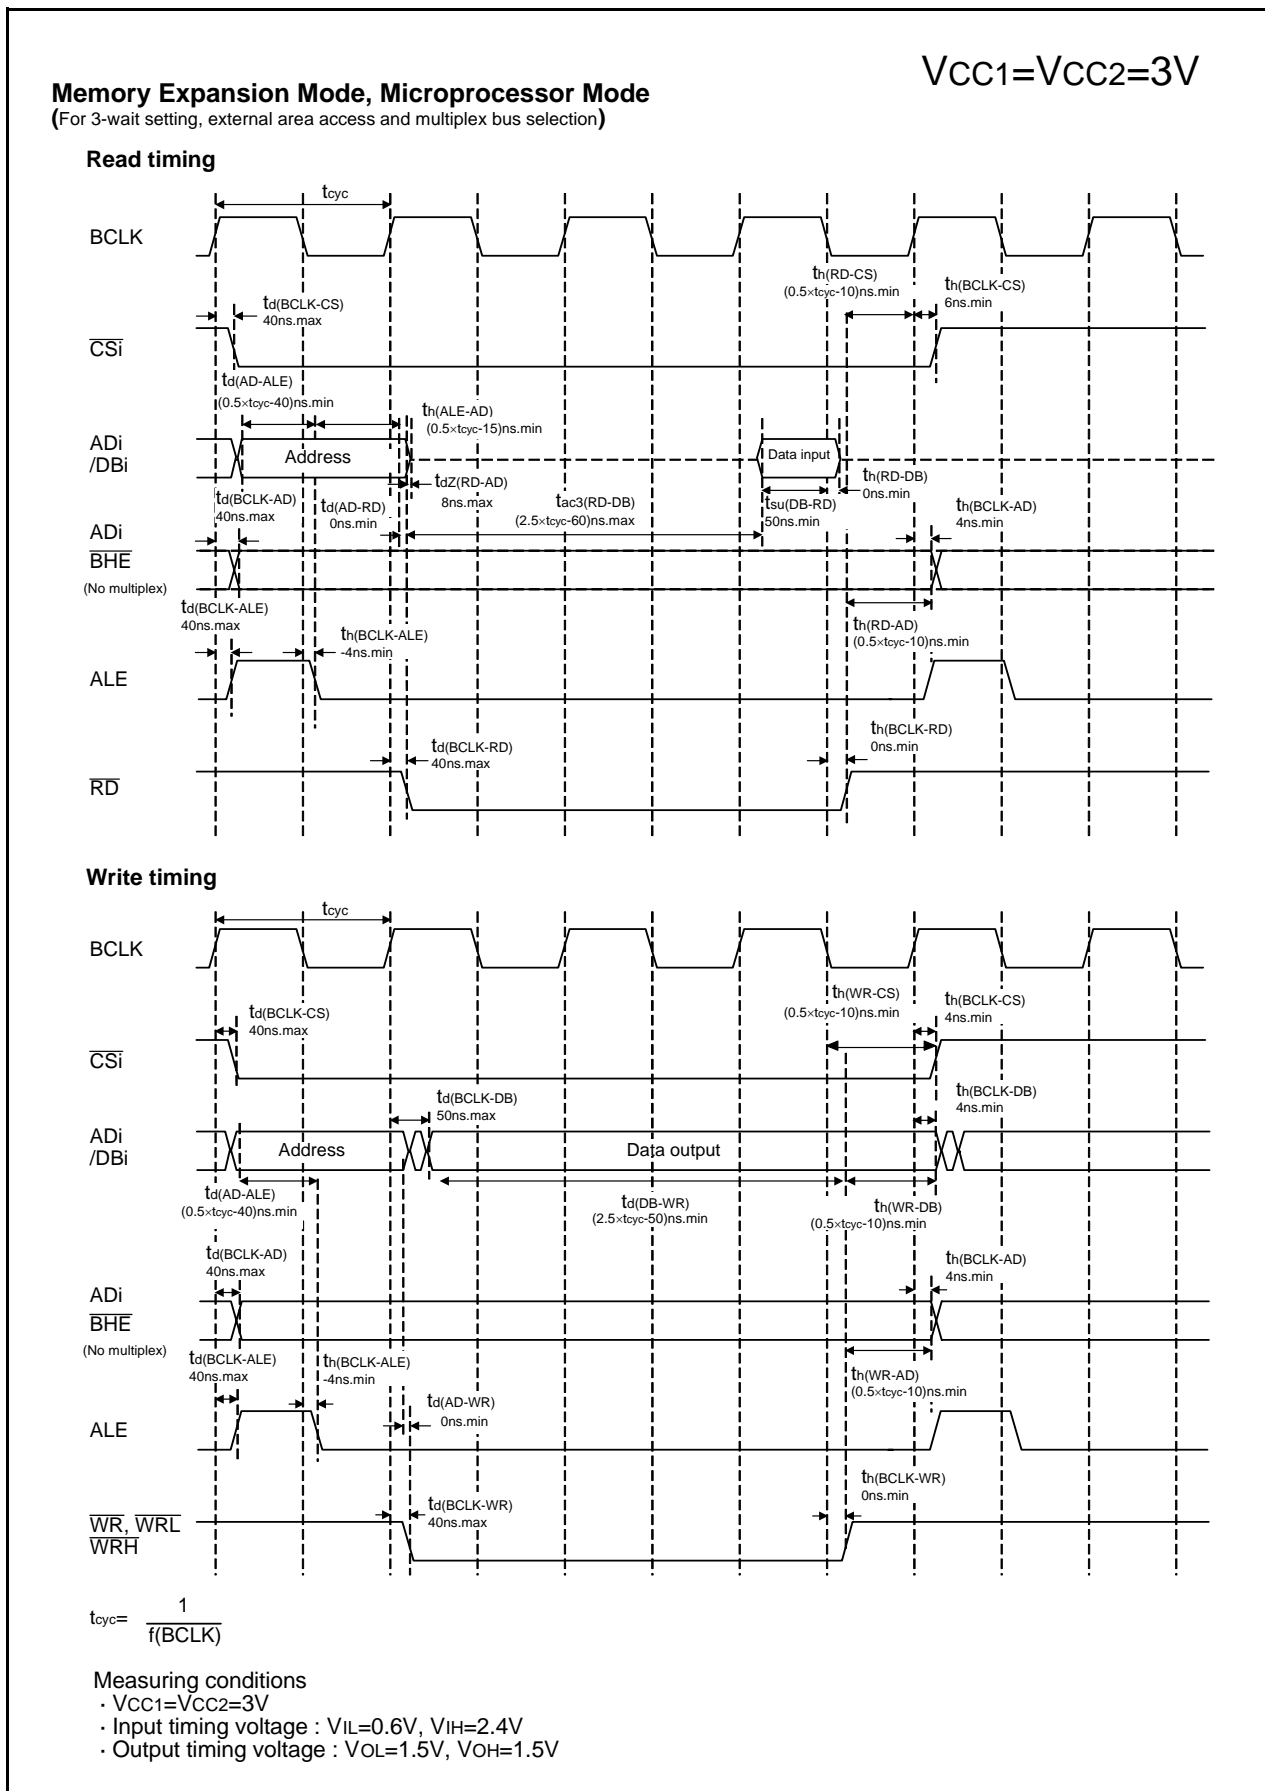 VCC1=VCC2=3V
Memory Expansion Mode, Microprocessor Mode
(For 3-wait setting, external area access and multiplex bus selection)
Read timing
tcyc
BCLK
th(RD-CS)
(0.5×tcyc-10)ns.min
th(BCLK-CS)
6ns.min
td(BCLK-CS)
40ns.max
CSi
td(AD-ALE)
(0.5×tcyc-40)ns.min
th(ALE-AD)
(0.5×tcyc-15)ns.min
ADi
/DBi
Address
Data input
td(BCLK-AD)
40ns.max
td(AD-RD)
0ns.min
tdZ(RD-AD)
8ns.max
tac3(RD-DB)
(2.5×tcyc-60)ns.max
tsu(DB-RD)
50ns.min
th(RD-DB)
0ns.min
th(BCLK-AD)
4ns.min
ADi
BHE
(No multiplex)
td(BCLK-ALE)
40ns.max
th(BCLK-ALE)
-4ns.min
th(RD-AD)
(0.5×tcyc-10)ns.min
ALE
td(BCLK-RD)
40ns.max
th(BCLK-RD)
0ns.min
RD
Write timing
tcyc
BCLK
th(WR-CS)
(0.5×tcyc-10)ns.min
th(BCLK-CS)
4ns.min
td(BCLK-CS)
40ns.max
CSi
td(BCLK-DB)
50ns.max
th(BCLK-DB)
4ns.min
ADi
/DBi
Address
Data output
td(AD-ALE)
(0.5×tcyc-40)ns.min
td(DB-WR)
(2.5×tcyc-50)ns.min
th(WR-DB)
(0.5×tcyc-10)ns.min
td(BCLK-AD)
40ns.max
th(BCLK-AD)
4ns.min
ADi
BHE
(No multiplex)
td(BCLK-ALE)
40ns.max
th(BCLK-ALE)
-4ns.min
td(AD-WR)
0ns.min
th(WR-AD)
(0.5×tcyc-10)ns.min
ALE
td(BCLK-WR)
40ns.max
th(BCLK-WR)
0ns.min
WR, WRL
WRH
tcyc= 1
f(BCLK)
Measuring conditions
· VCC1=VCC2=3V
· Input timing voltage : VIL=0.6V, VIH=2.4V
· Output timing voltage : VOL=1.5V, VOH=1.5V